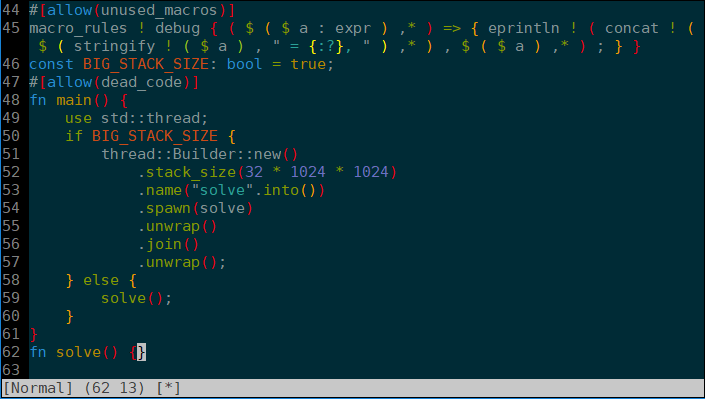 44 #[allow(unused_macros)]
45 macro_rules ! debug { ( $ ( $ a : expr ) ,* ) => { eprintln ! ( concat ! (
$ ( stringify ! ( $ a ) , " = {:?}, " ) ,* ) , $ ( $ a ) ,* ) ; } }
46 const BIG_STACK_SIZE: bool = true;
47 #[allow(dead_code)]
48 fn main() {
49     use std::thread;
50     if BIG_STACK_SIZE {
51         thread::Builder::new()
52             .stack_size(32 * 1024 * 1024)
53             .name("solve".into())
54             .spawn(solve)
55             .unwrap()
56             .join()
57             .unwrap();
58     } else {
59         solve();
60     }
61 }
62 fn solve() {}
63
[Normal] (62 13) [*]